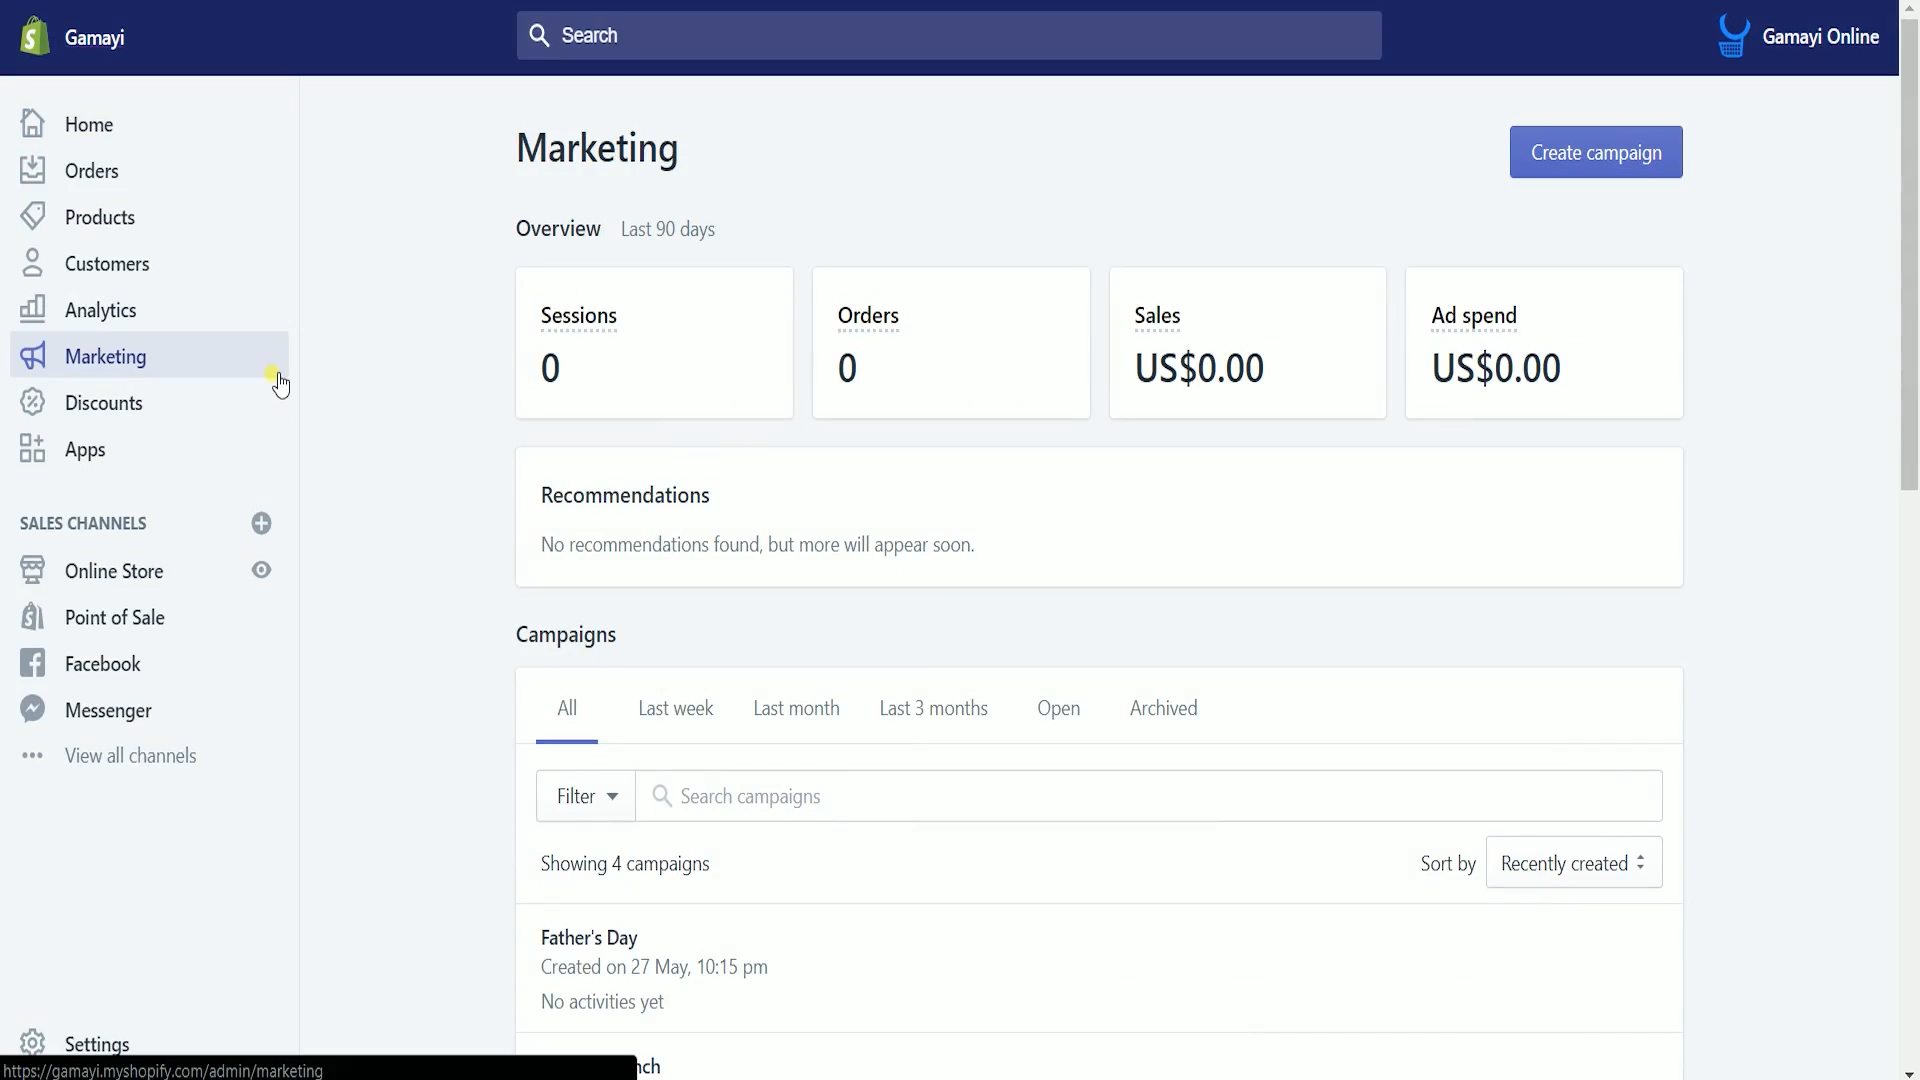 Gamayi
Search
Gamayi Online
Home
Orders
Products
Customers
Analytics
Marketing
Discounts
Apps
SALES CHANNELS
Online Store
Point of Sale
Facebook
Messenger
View all channels
Settings
https://gamayi.myshopify.com/admin/marketing
Marketing
Create campaign
Overview Last 90 days
Sessions
0
Orders
0
Sales
US$0.00
Ad spend
US$0.00
Recommendations
No recommendations found, but more will appear soon.
Campaigns
All Last week Last month Last 3 months Open Archived
Filter Search campaigns
Showing 4 campaigns
Sort by Recently created
Father's Day
Created on 27 May, 10:15 pm
No activities yet